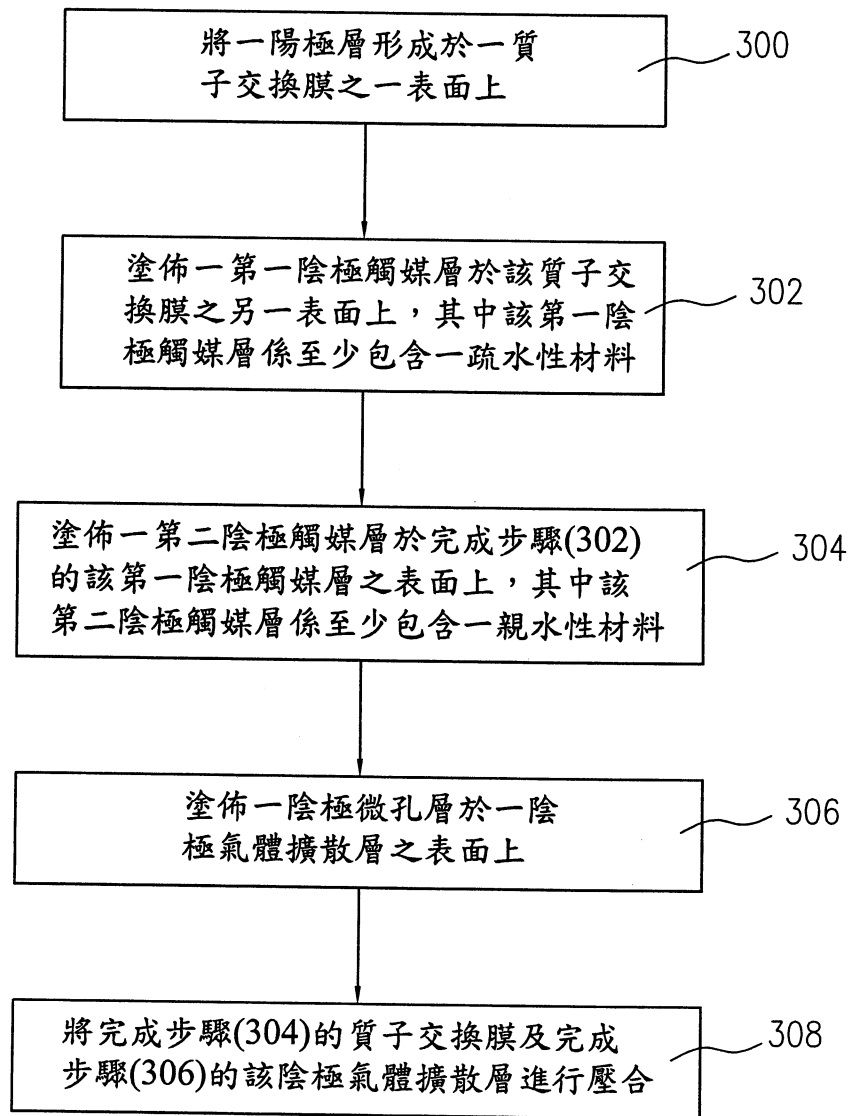 將一陽極層形成於一質
子交換膜之一表面上
300
塗佈一第一陰極觸媒層於該質子交
換膜之另一表面上，其中該第一陰
極觸媒層係至少包含一疏水性材料
302
塗佈一第二陰極觸媒層於完成步驟(302)
的該第一陰極觸媒層之表面上，其中該
第二陰極觸媒層係至少包含一親水性材料
304
塗佈一陰極微孔層於一陰
極氣體擴散層之表面上
306
將完成步驟(304)的質子交換膜及完成
步驟(306)的該陰極氣體擴散層進行壓合
308